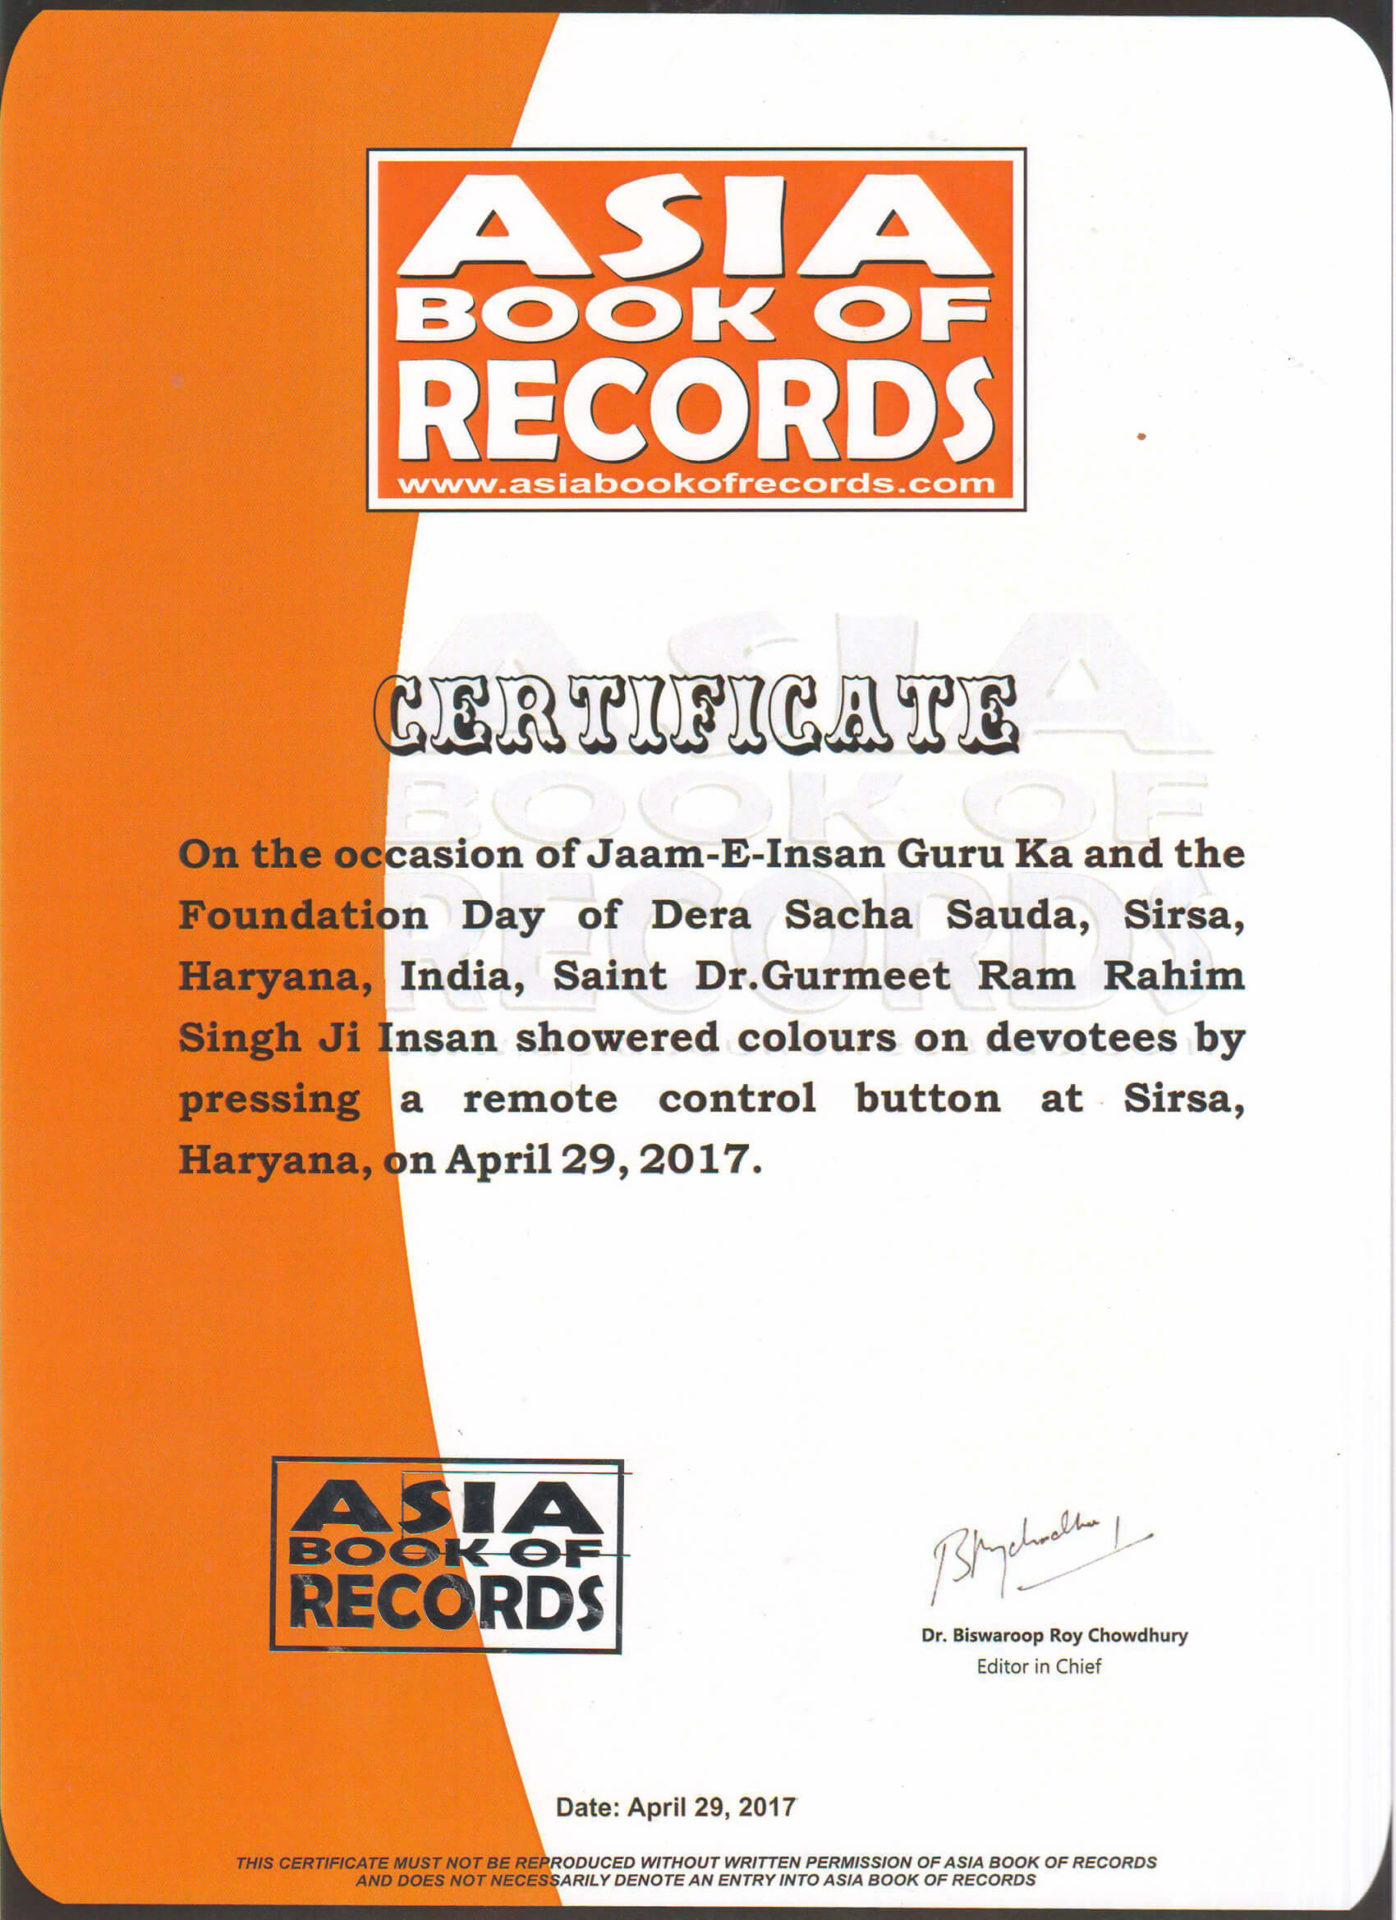 ASIA
BOOK OF
RECORDS
www.asiabookofrecords.com
CERTIFICATE
On the occasion of Jaam-E-Insan Guru Ka and the
Foundation Day of Dera Sacha Sauda, Sirsa,
Haryana, India, Saint Dr.Gurmeet Ram Rahim
Singh Ji Insan showered colours on devotees by
pressing a remote control button at Sirsa,
Haryana, on April 29, 2017.
ASIA
BOOK OF
RECORDS
ASIA
BOOK OF
RECORDS
Dr. Biswaroop Roy Chowdhury
Editor in Chief
Date: April 29, 2017
THIS CERTIFICATE MUST NOT BE REPRODUCED WITHOUT WRITTEN PERMISSION OF ASIA BOOK OF RECORDS
AND DOES NOT NECESSARILY DENOTE AN ENTRY INTO ASIA BOOK OF RECORDS